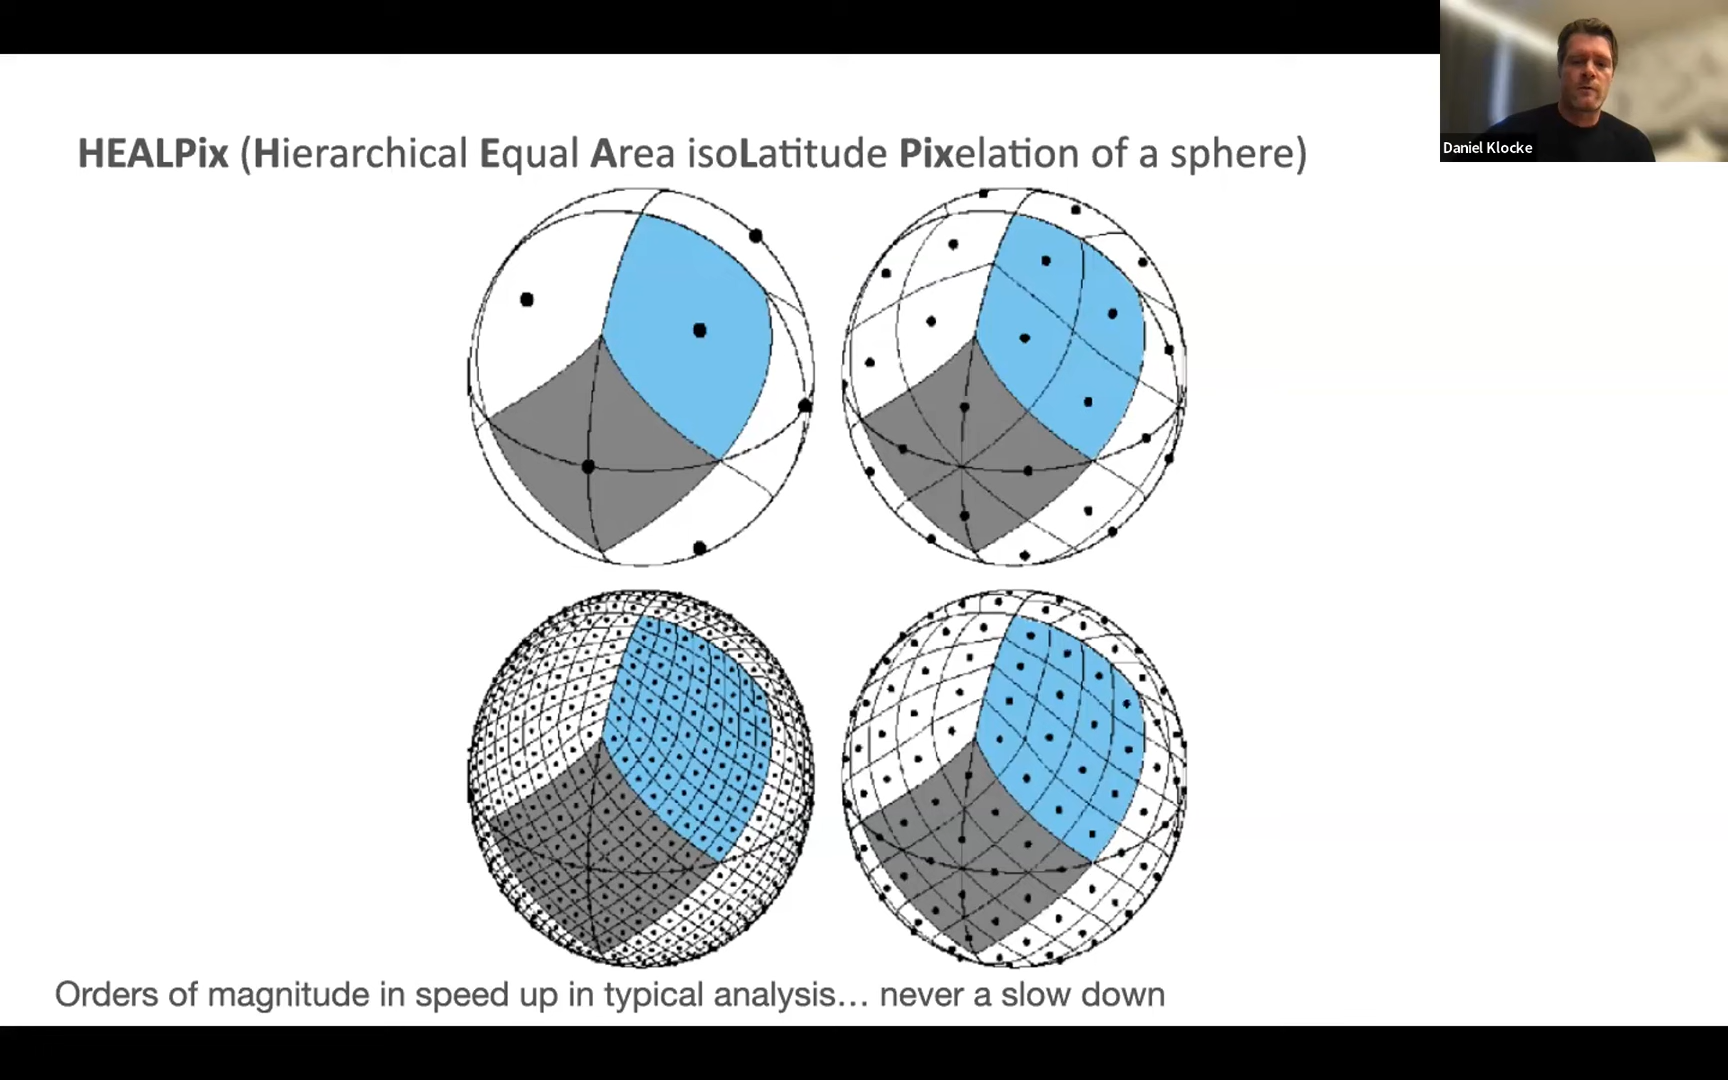 HEALPix (Hierarchical Equal Area isoLatitude Pixelation of a sphere)
Daniel Klocke
Orders of magnitude in speed up in typical analysis… never a slow down